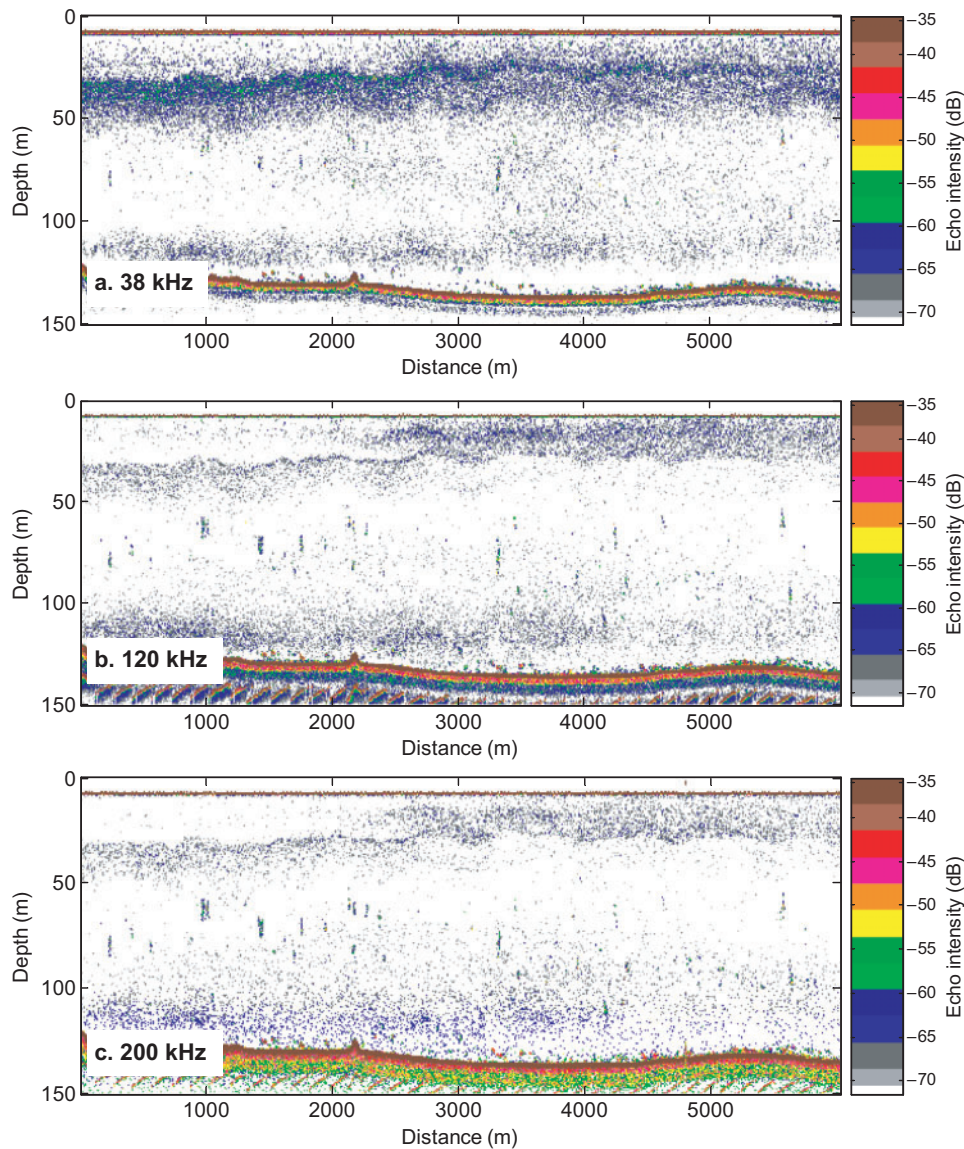 0
50
100
150
Depth (m)
a. 38 kHz
1000 2000 3000 4000 5000
Distance (m)
−35
−40
−45
−50
−55
−60
−65
−70
Echo intensity (dB)
0
50
100
150
Depth (m)
b. 120 kHz
1000 2000 3000 4000 5000
Distance (m)
−35
−40
−45
−50
−55
−60
−65
−70
Echo intensity (dB)
0
50
100
150
Depth (m)
c. 200 kHz
1000 2000 3000 4000 5000
Distance (m)
−35
−40
−45
−50
−55
−60
−65
−70
Echo intensity (dB)